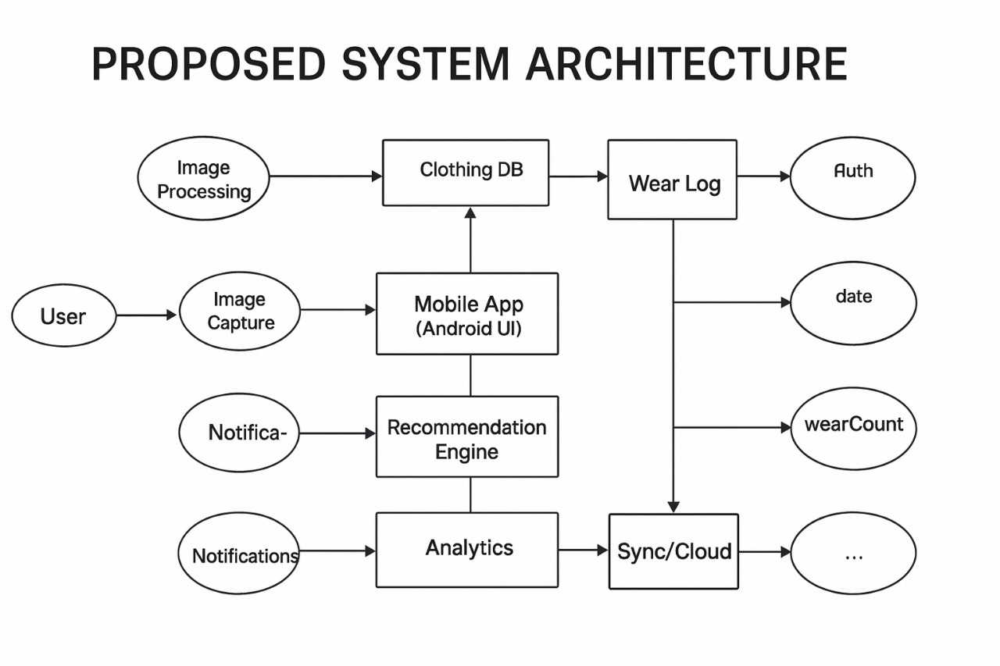 PROPOSED SYSTEM ARCHITECTURE
Image
Processing
Clothing DB
Wear Log
Auth
User
Image
Capture
Mobile App
(Android UI)
date
Notifica-
Recommendation
Engine
wearCount
Notifications
Analytics
Sync/Cloud
...